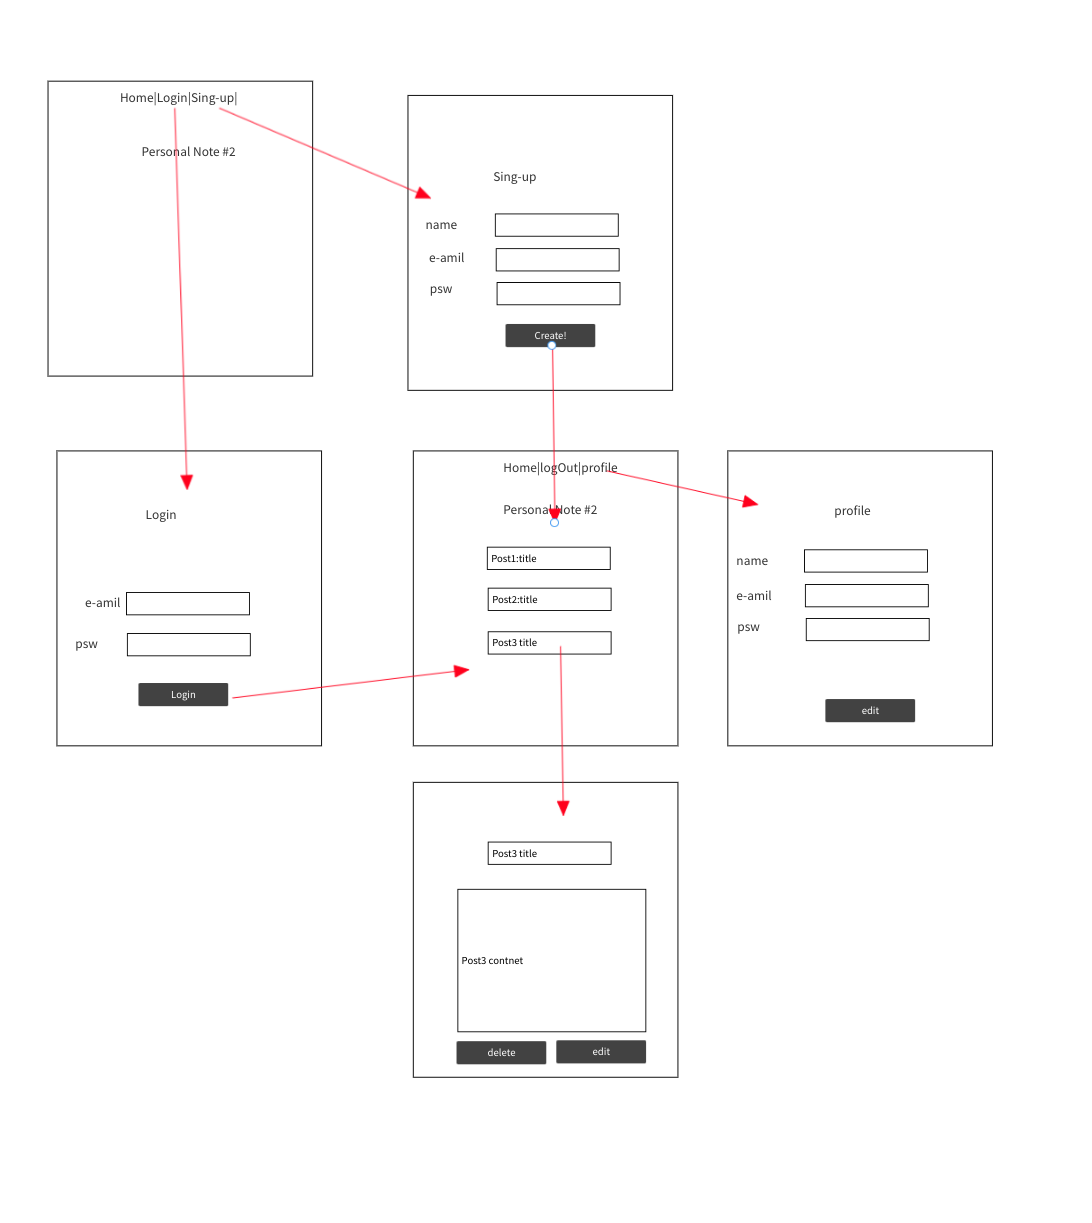 Home|Login|Sing-up|
Personal Note #2
Sing-up
name
e-amil
psw
Create!
Login
e-amil
psw
Login
Home|logOut|profile
Personal Note #2
Post1:title
Post2:title
Post3 title
profile
name
e-amil
psw
edit
Post3 title
Post3 contnet
delete
edit